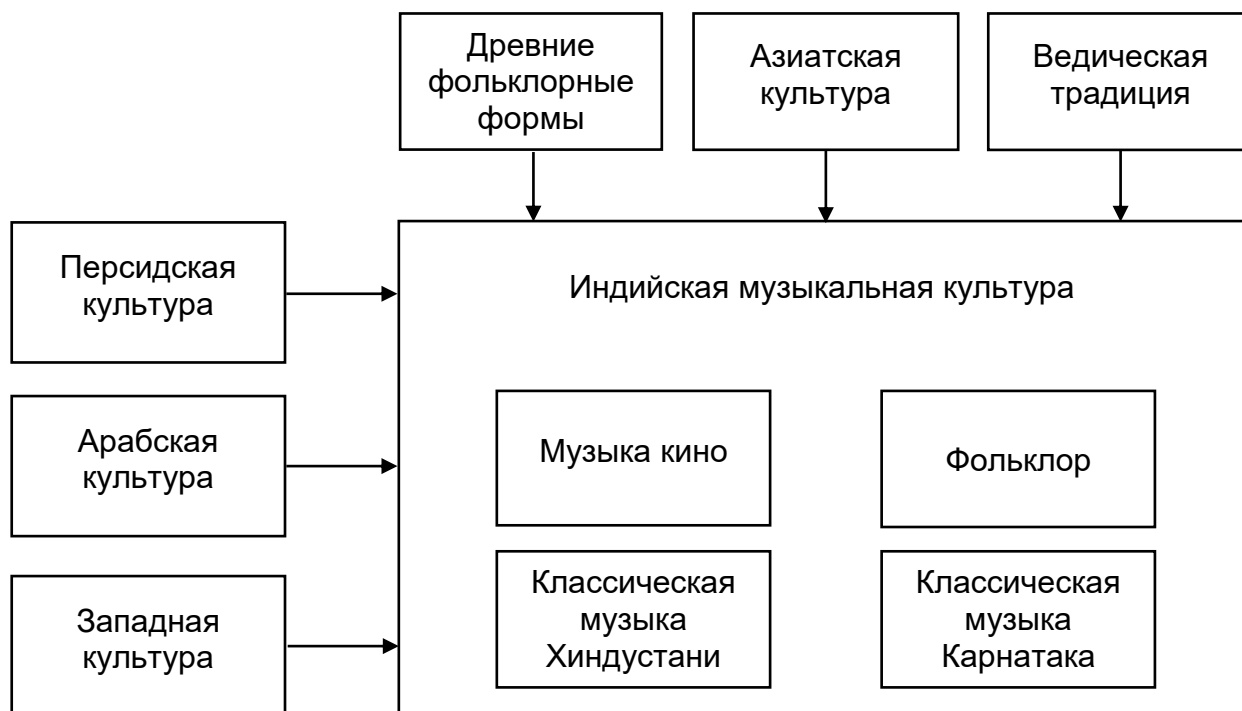 Древние
фольклорные
формы
Азиатская
культура
Ведическая
традиция
Персидская
культура
Индийская музыкальная культура
Арабская
культура
Музыка кино
Фольклор
Западная
культура
Классическая
музыка
Хиндустани
Классическая
музыка
Карнатака